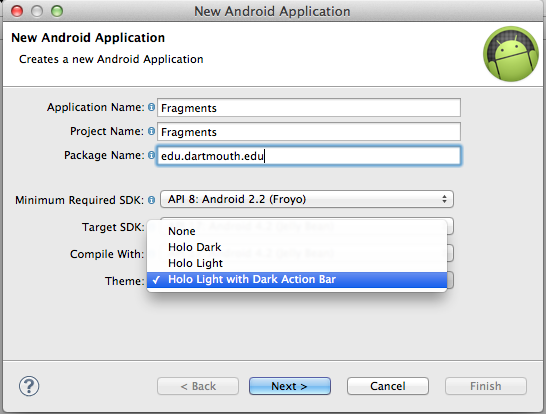 New Android Application
New Android Application
Creates a new Android Application
Application Name: Fragments
Project Name: Fragments
Package Name: edu.dartmouth.edu
Minimum Required SDK: API 8: Android 2.2 (Froyo)
Target SDK:
None
Holo Dark
Compile With:
Holo Light
Theme: ✓ Holo Light with Dark Action Bar
? < Back Next > Cancel Finish